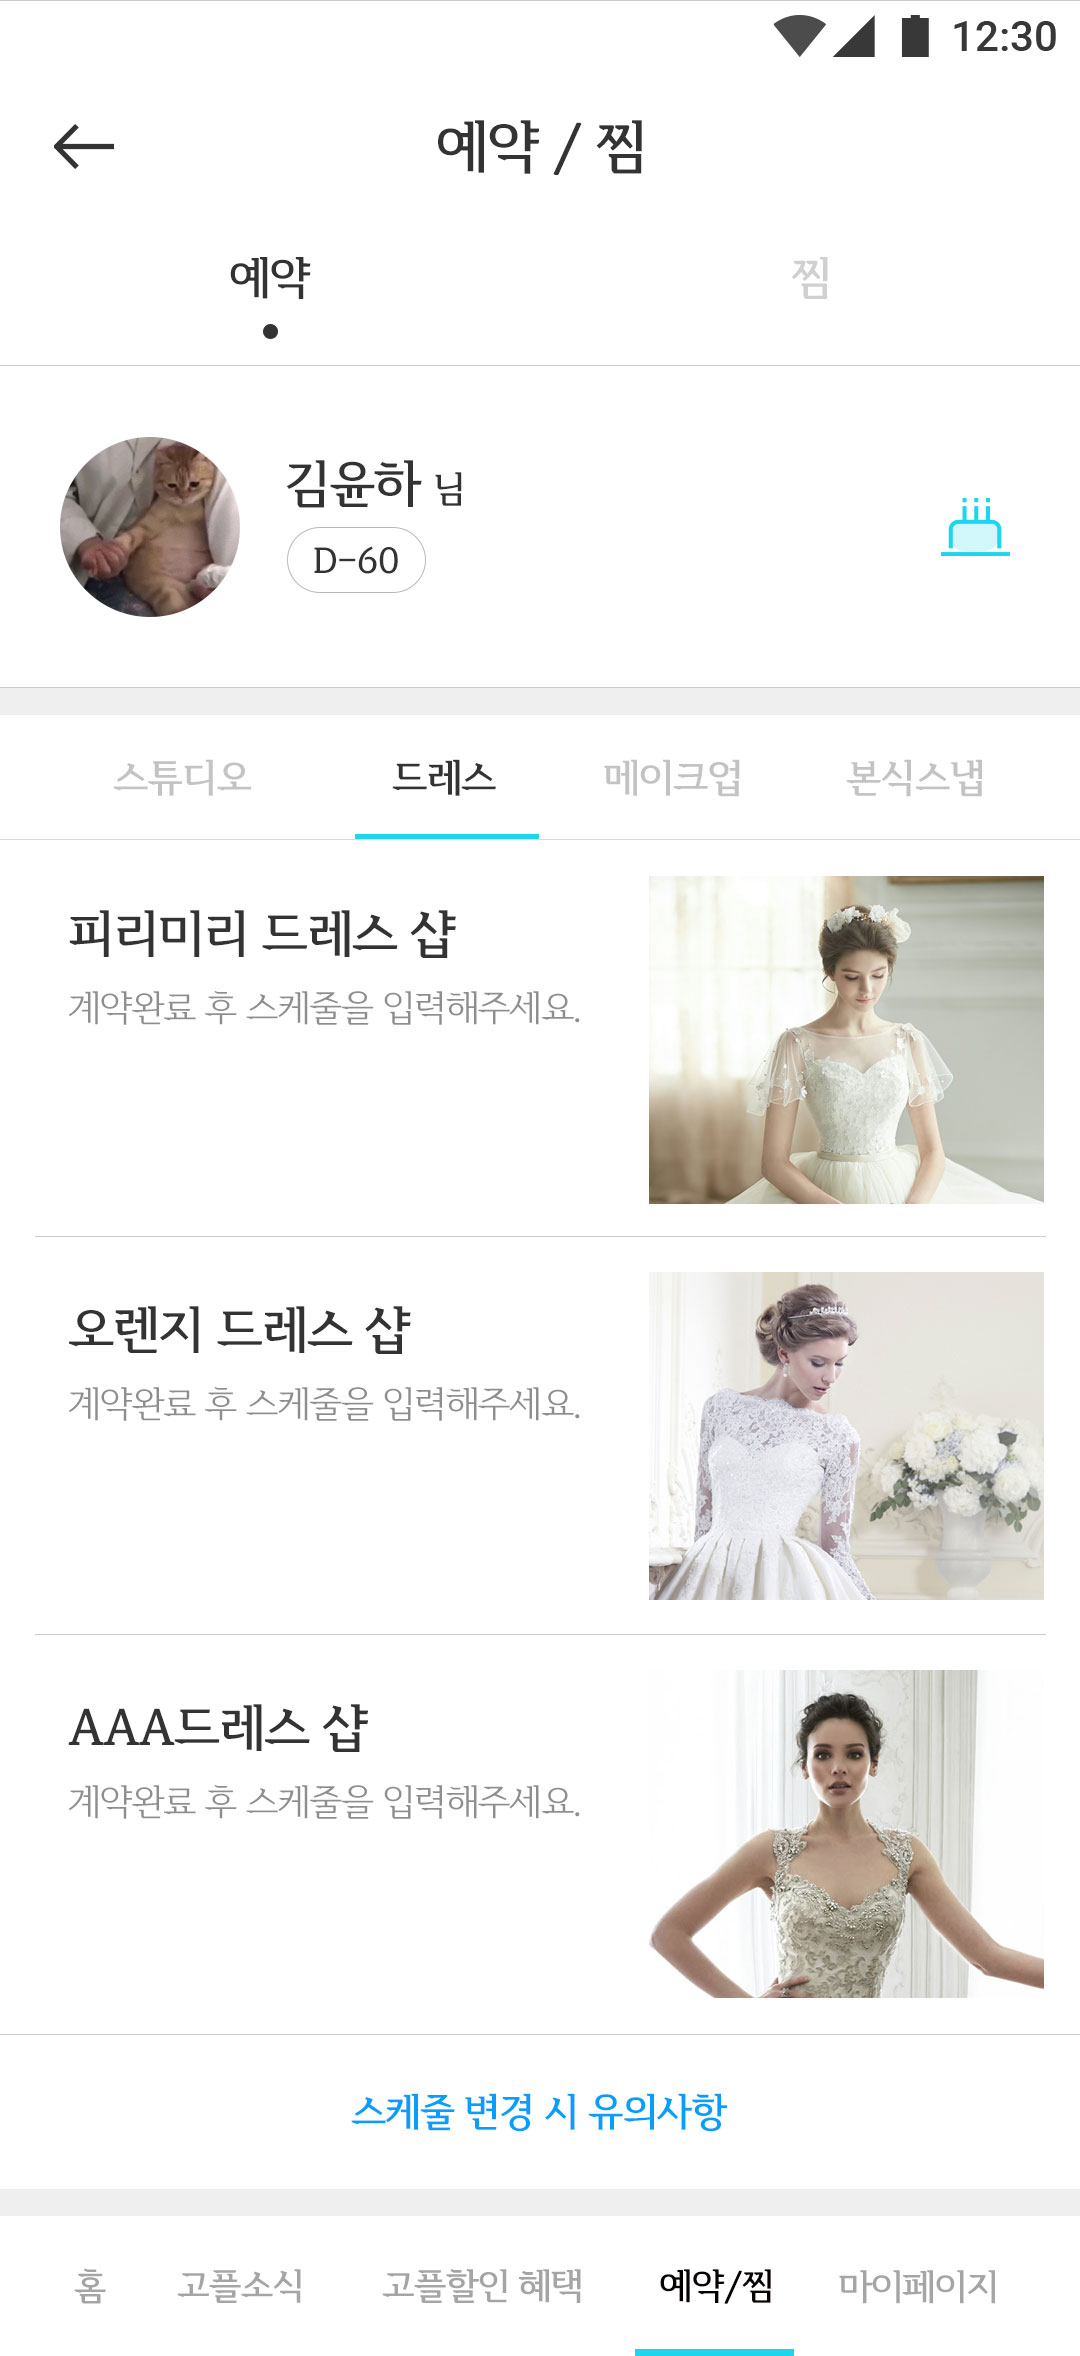 12:30
예약 / 찜
예약
찜
김윤하 님
D-60
스튜디오
드레스
메이크업
본식스냅
피리미리 드레스 샵
계약완료 후 스케줄을 입력해주세요.
오렌지 드레스 샵
계약완료 후 스케줄을 입력해주세요.
AAA드레스 샵
계약완료 후 스케줄을 입력해주세요.
스케줄 변경 시 유의사항
홈
고플소식
고플할인 혜택
예약/찜
마이페이지